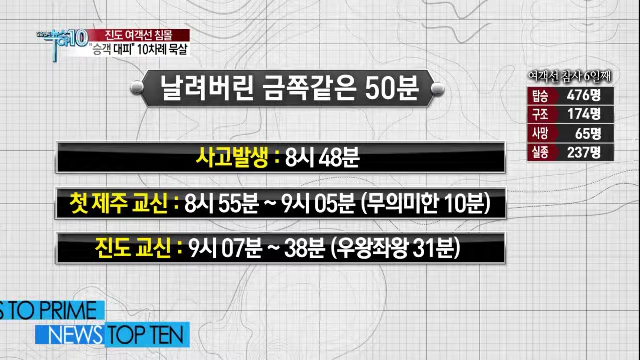 TOP10
진도 여객선 침몰
"승객 대피" 10차례 묵살
날려버린 금쪽같은 50분
여객선 참사 6일째
탑승 476명
구조 174명
사망 65명
실종 237명
사고발생 : 8시 48분
첫 제주 교신 : 8시 55분 ~ 9시 05분 (무의미한 10분)
진도 교신 : 9시 07분 ~ 38분 (우왕좌왕 31분)
S TO PRIME
NEWS TOP TEN